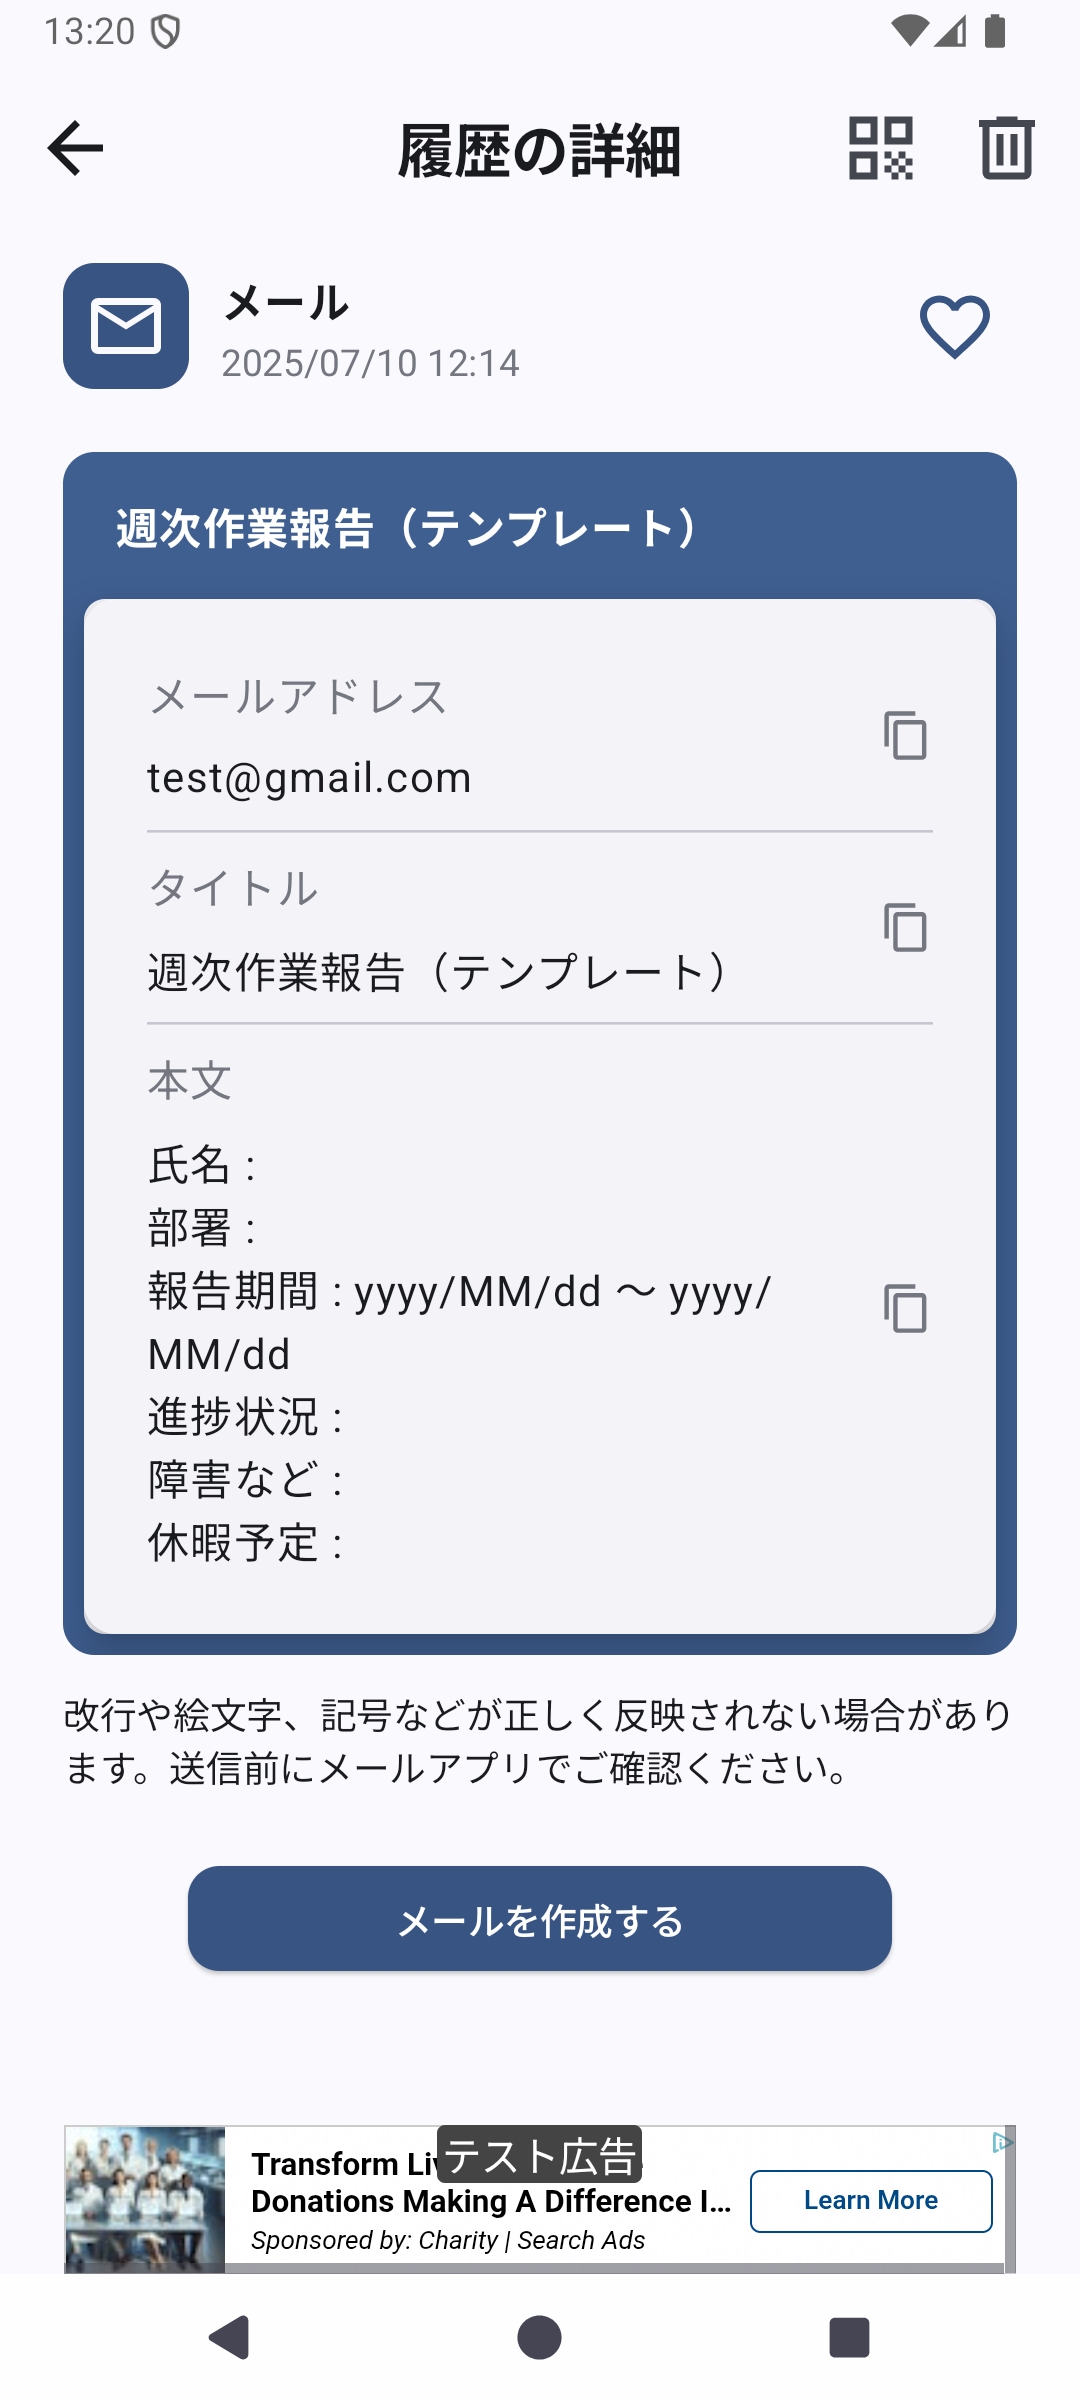 13:20
履歴の詳細
メール
2025/07/10 12:14
週次作業報告（テンプレート）
メールアドレス
test@gmail.com
タイトル
週次作業報告（テンプレート）
本文
氏名 :
部署 :
報告期間 : yyyy/MM/dd 〜 yyyy/
MM/dd
進捗状況 :
障害など :
休暇予定 :
改行や絵文字、記号などが正しく反映されない場合があり
ます。送信前にメールアプリでご確認ください。
メールを作成する
テスト広告
Transform
Donations Making A Difference I...
Sponsored by: Charity | Search Ads
Learn More